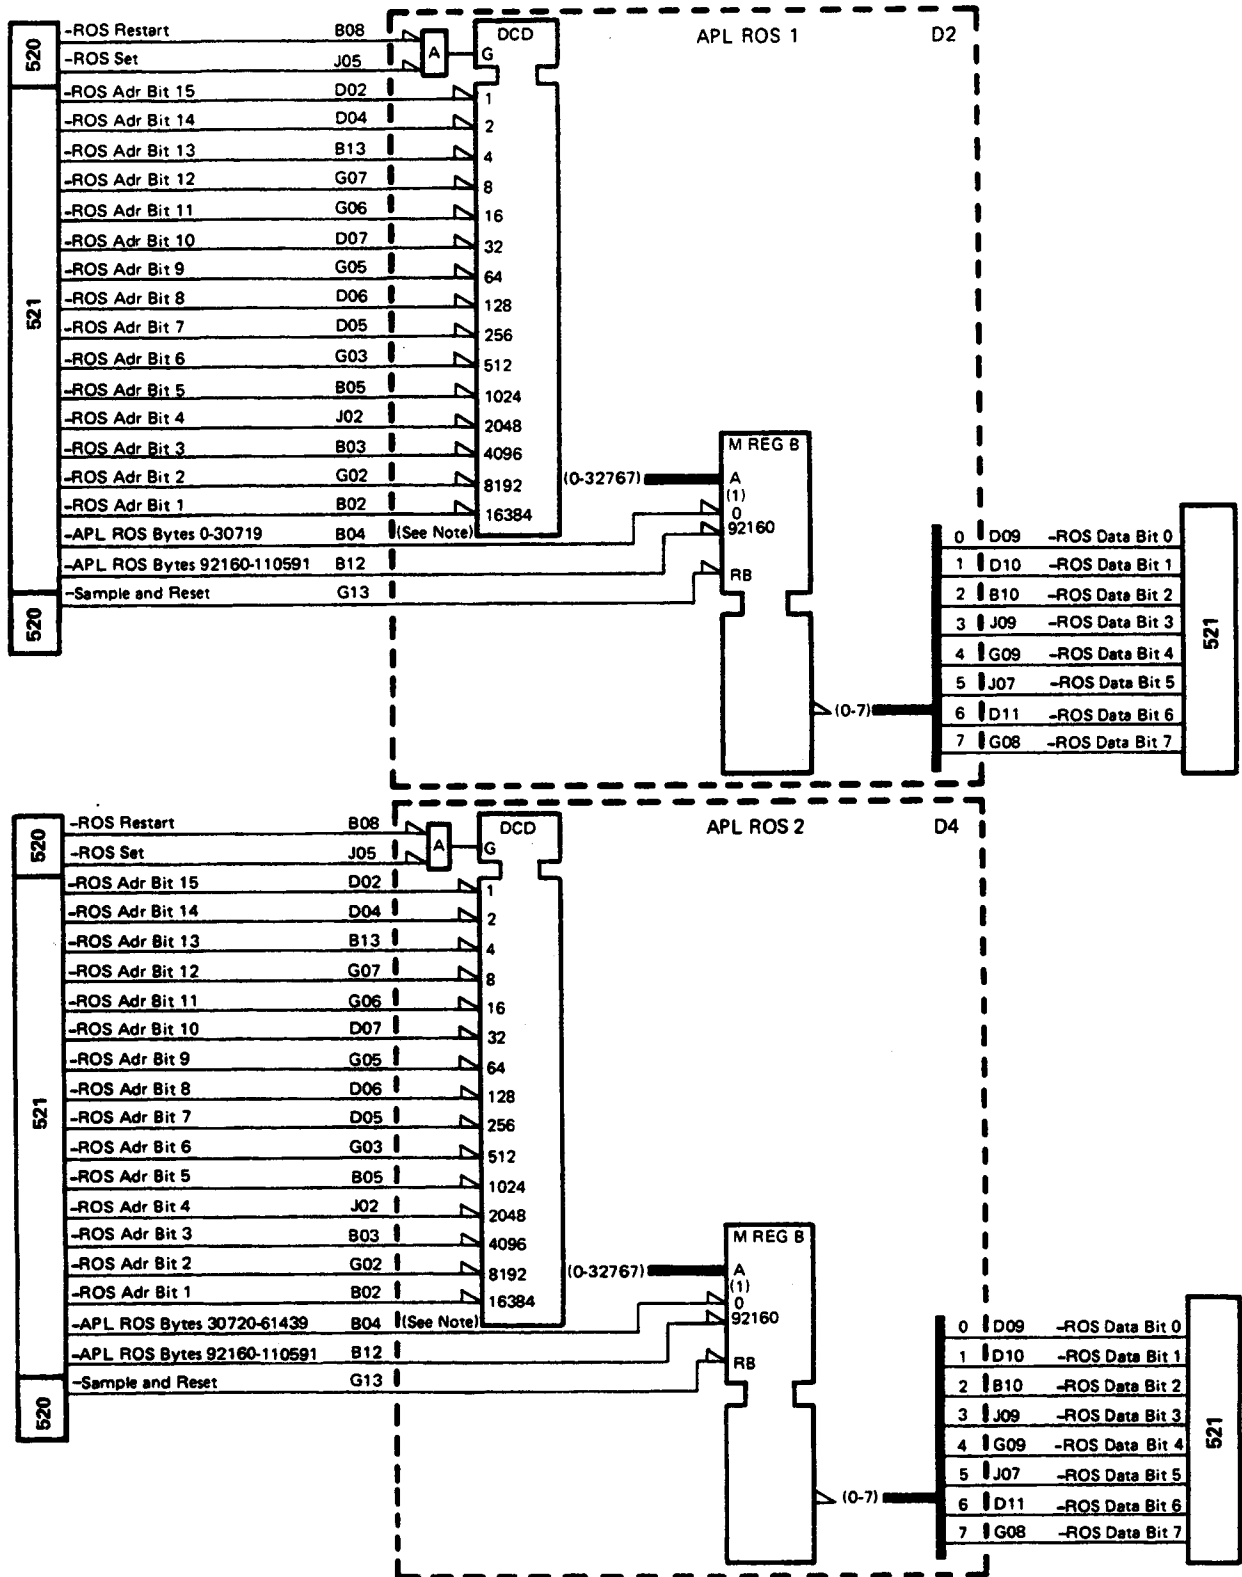 APL ROS 1 D2
520
-ROS Restart B08
-ROS Set J05
A
DCD
G
521
-ROS Adr Bit 15 D02 1
-ROS Adr Bit 14 D04 2
-ROS Adr Bit 13 B13 4
-ROS Adr Bit 12 G07 8
-ROS Adr Bit 11 G06 16
-ROS Adr Bit 10 D07 32
-ROS Adr Bit 9 G05 64
-ROS Adr Bit 8 D06 128
-ROS Adr Bit 7 D05 256
-ROS Adr Bit 6 G03 512
-ROS Adr Bit 5 B05 1024
-ROS Adr Bit 4 J02 2048
-ROS Adr Bit 3 B03 4096
-ROS Adr Bit 2 G02 8192
-ROS Adr Bit 1 B02 16384
-APL ROS Bytes 0-30719 B04 (See Note)
-APL ROS Bytes 92160-110591 B12
520
-Sample and Reset G13
M REG B
(0-32767) A
(1)
0
92160
RB
(0-7)
0 D09 -ROS Data Bit 0
1 D10 -ROS Data Bit 1
2 B10 -ROS Data Bit 2
3 J09 -ROS Data Bit 3
4 G09 -ROS Data Bit 4
5 J07 -ROS Data Bit 5
6 D11 -ROS Data Bit 6
7 G08 -ROS Data Bit 7
521
APL ROS 2 D4
520
-ROS Restart B08
-ROS Set J05
A
DCD
G
521
-ROS Adr Bit 15 D02 1
-ROS Adr Bit 14 D04 2
-ROS Adr Bit 13 B13 4
-ROS Adr Bit 12 G07 8
-ROS Adr Bit 11 G06 16
-ROS Adr Bit 10 D07 32
-ROS Adr Bit 9 G05 64
-ROS Adr Bit 8 D06 128
-ROS Adr Bit 7 D05 256
-ROS Adr Bit 6 G03 512
-ROS Adr Bit 5 B05 1024
-ROS Adr Bit 4 J02 2048
-ROS Adr Bit 3 B03 4096
-ROS Adr Bit 2 G02 8192
-ROS Adr Bit 1 B02 16384
-APL ROS Bytes 30720-61439 B04 (See Note)
-APL ROS Bytes 92160-110591 B12
520
-Sample and Reset G13
M REG B
(0-32767) A
(1)
0
92160
RB
(0-7)
0 D09 -ROS Data Bit 0
1 D10 -ROS Data Bit 1
2 B10 -ROS Data Bit 2
3 J09 -ROS Data Bit 3
4 G09 -ROS Data Bit 4
5 J07 -ROS Data Bit 5
6 D11 -ROS Data Bit 6
7 G08 -ROS Data Bit 7
521